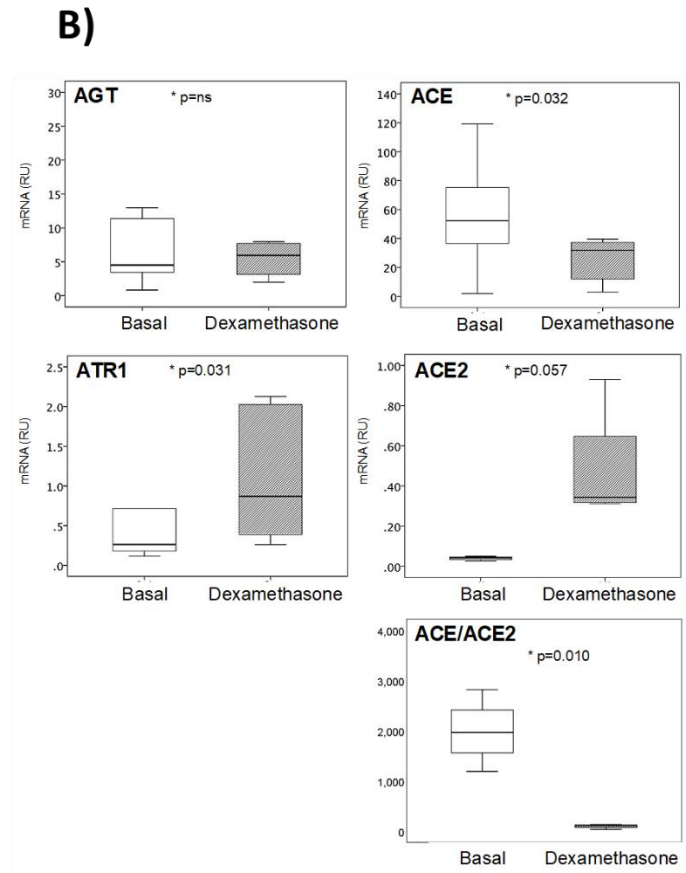 B)
AGT * p=ns
30
25
20
15
10
5
0
mRNA (RU)
Basal Dexamethasone
ACE * p=0.032
140
120
100
80
60
40
20
0
mRNA (RU)
Basal Dexamethasone
ATR1 * p=0.031
2.5
2.0
1.5
1.0
.5
.0
mRNA (RU)
Basal Dexamethasone
ACE2 * p=0.057
1.00
.80
.60
.40
.20
.00
mRNA (RU)
Basal Dexamethasone
ACE/ACE2
* p=0.010
4,000
3,000
2,000
1,000
0
Basal Dexamethasone